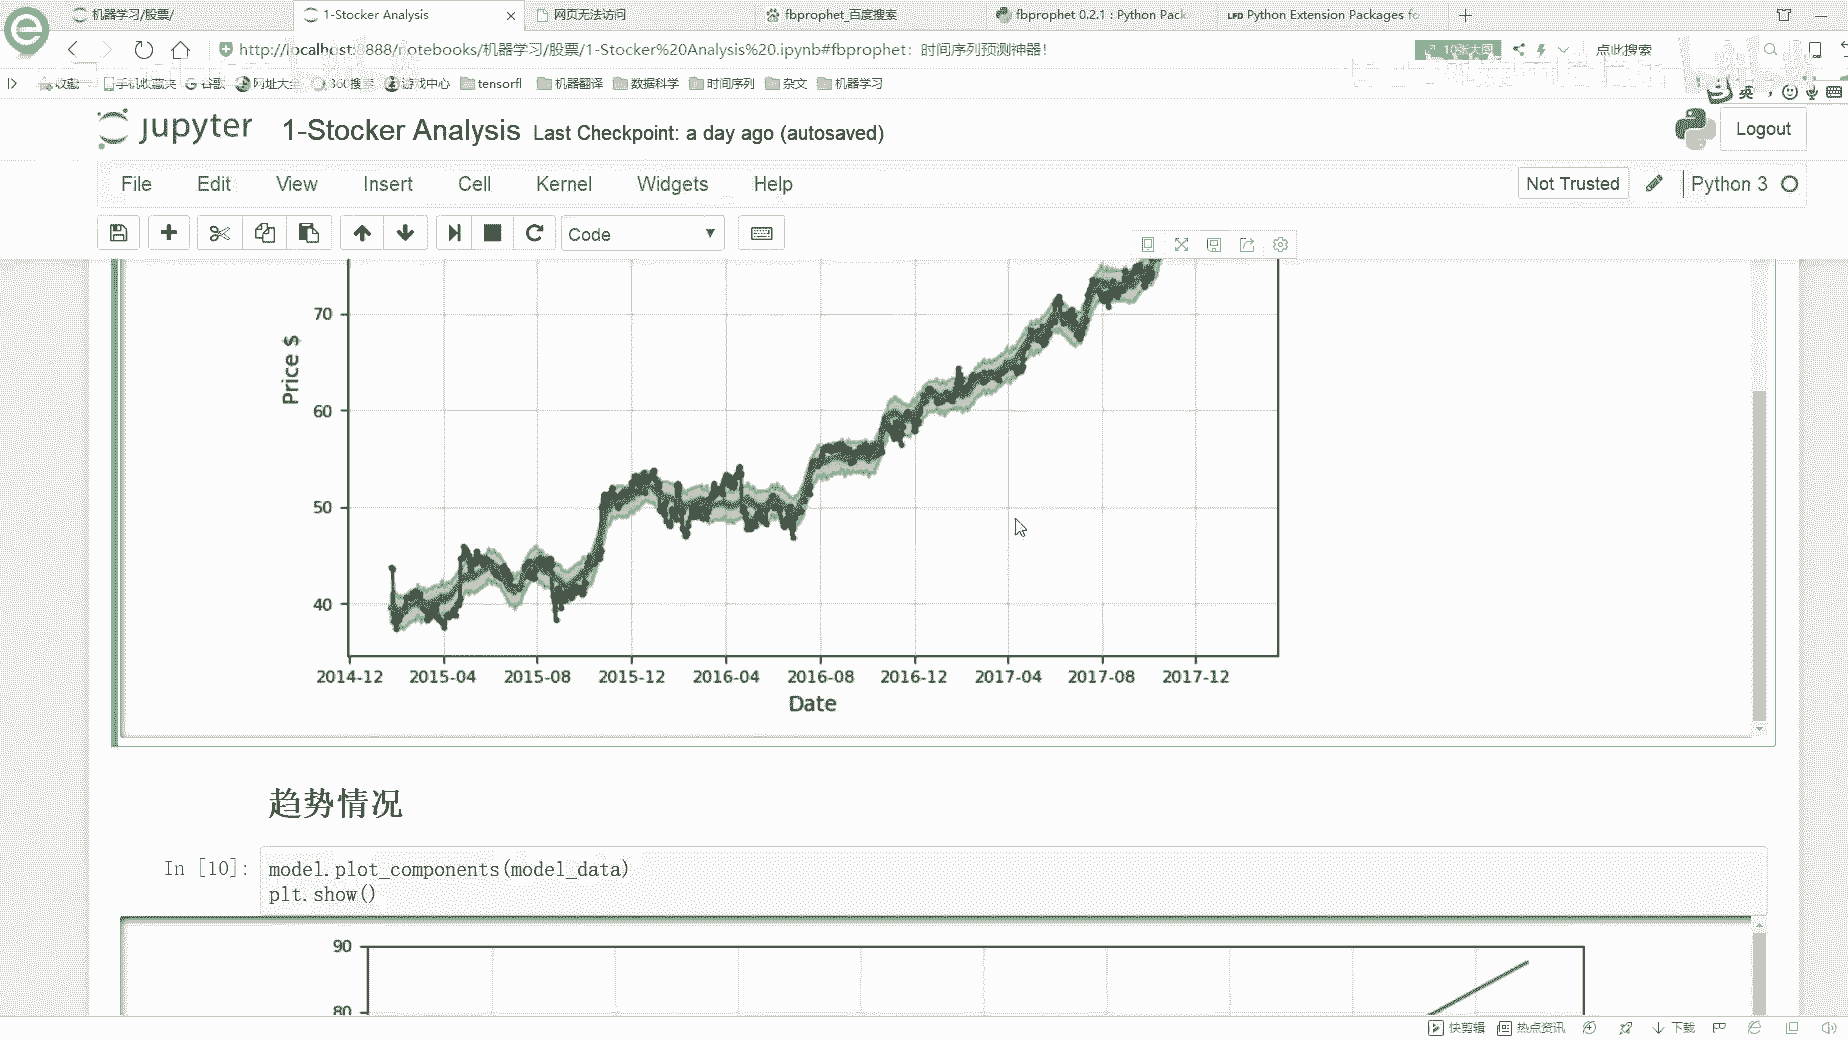 机器学习/股票/
1-Stocker Analysis
网页无法访问
fbprophet_百度搜索
fbprophet 0.2.1 : Python Pack
LFD Python Extension Packages fo
http://localhost:8888/notebooks/机器学习/股票/1-Stocker%20Analysis%20.ipynb#fbprophet：时间序列预测神器！
10张大图
点此搜索
收藏
手机收藏夹
谷歌
网址大全
360搜索
游戏中心
tensorfl
机器翻译
数据科学
时间序列
杂文
机器学习
英
jupyter
1-Stocker Analysis
Last Checkpoint: a day ago (autosaved)
Logout
File Edit View Insert Cell Kernel Widgets Help
Not Trusted
Python 3
Code
70
60
50
40
Price $
2014-12 2015-04 2015-08 2015-12 2016-04 2016-08 2016-12 2017-04 2017-08 2017-12
Date
趋势情况
In [10]:
model.plot_components(model_data)
plt.show()
90
80
快剪辑
热点资讯
下载